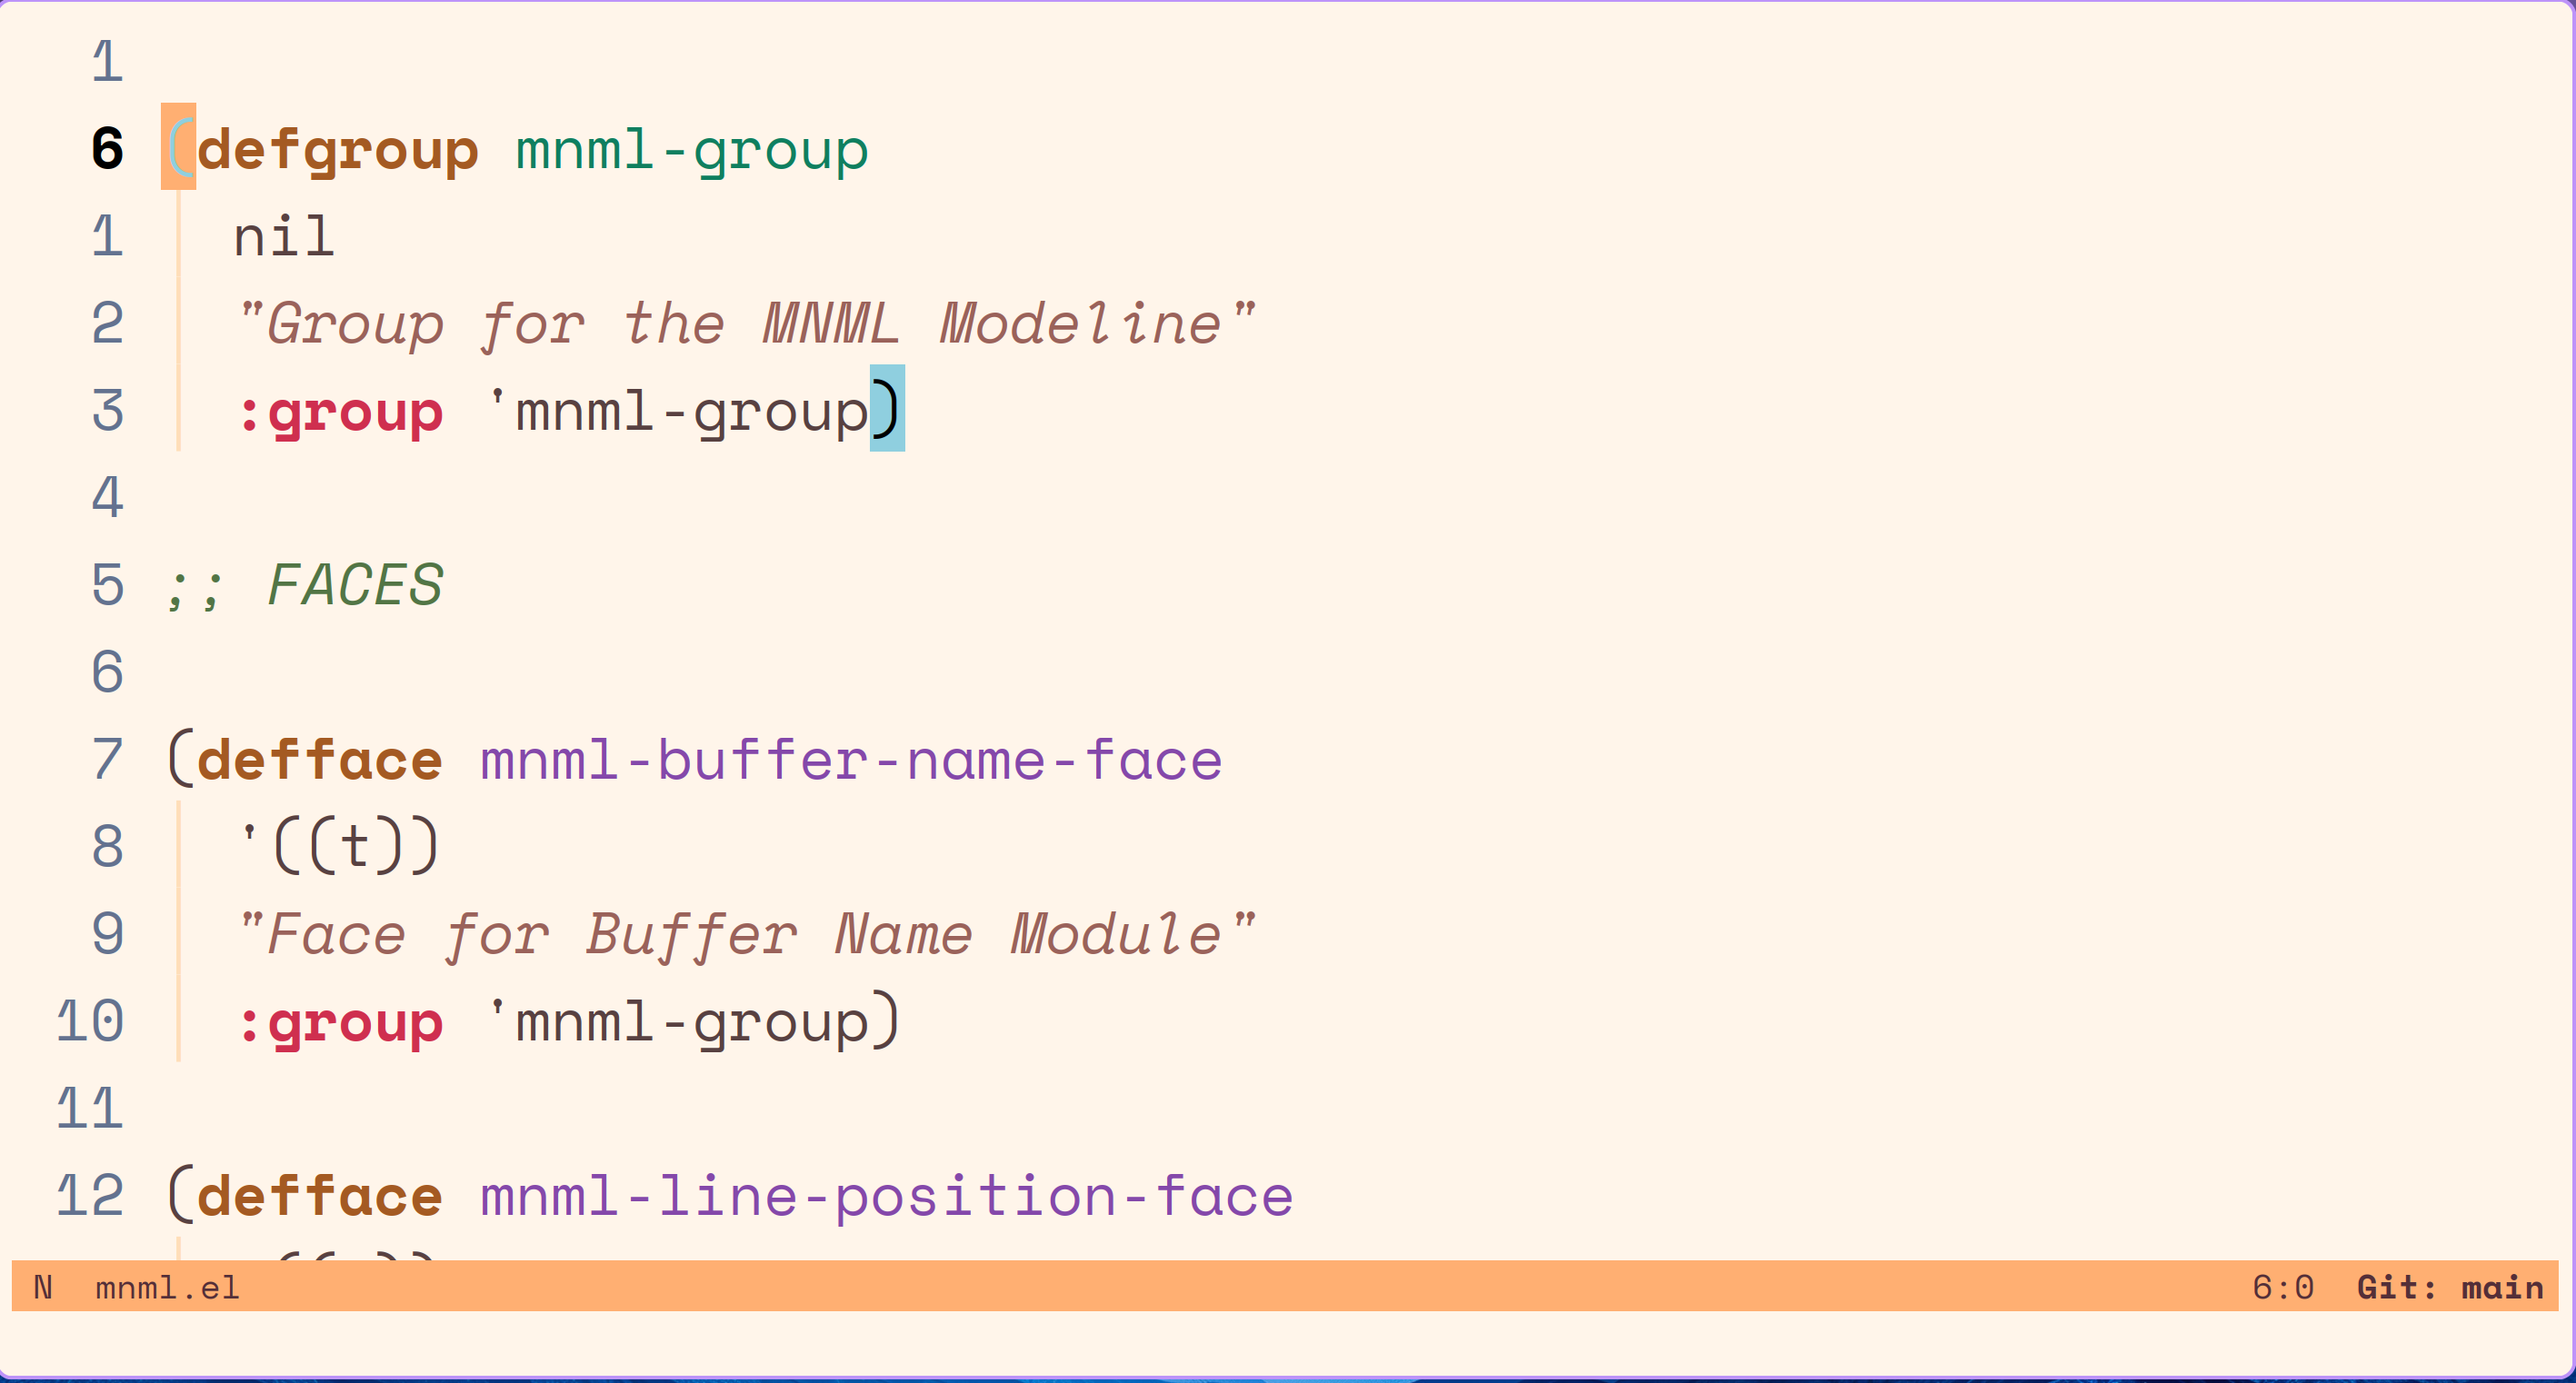 1
6 (defgroup mnml-group
1   nil
2   "Group for the MNML Modeline"
3   :group 'mnml-group)
4
5 ;; FACES
6
7 (defface mnml-buffer-name-face
8   '((t))
9   "Face for Buffer Name Module"
10   :group 'mnml-group)
11
12 (defface mnml-line-position-face
N  mnml.el  6:0  Git: main